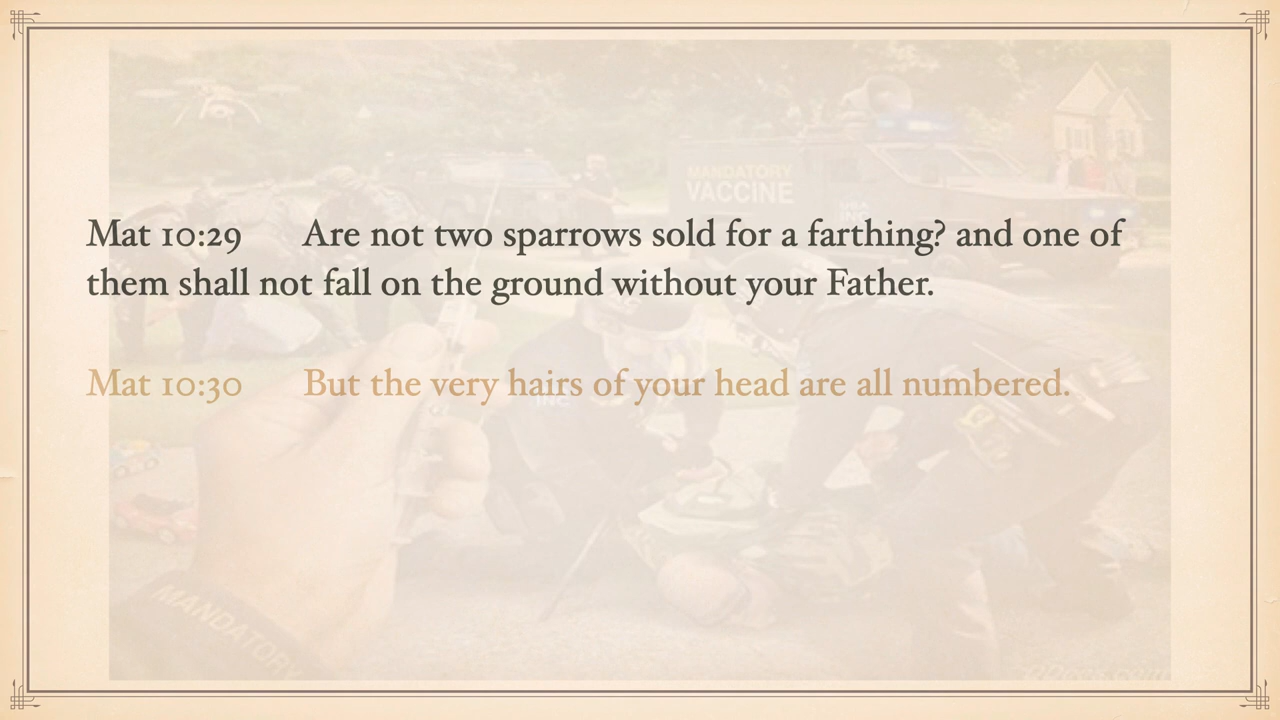 MANDATORY
VACCINE
Mat 10:29 Are not two sparrows sold for a farthing? and one of
them shall not fall on the ground without your Father.
Mat 10:30 But the very hairs of your head are all numbered.
INC
MANDATORY